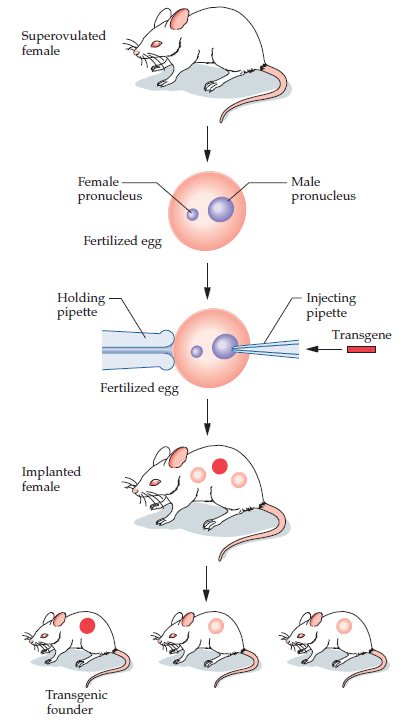 Superovulated
female
Female
pronucleus
Male
pronucleus
Fertilized egg
Holding
pipette
Injecting
pipette
Transgene
Fertilized egg
Implanted
female
Transgenic
founder